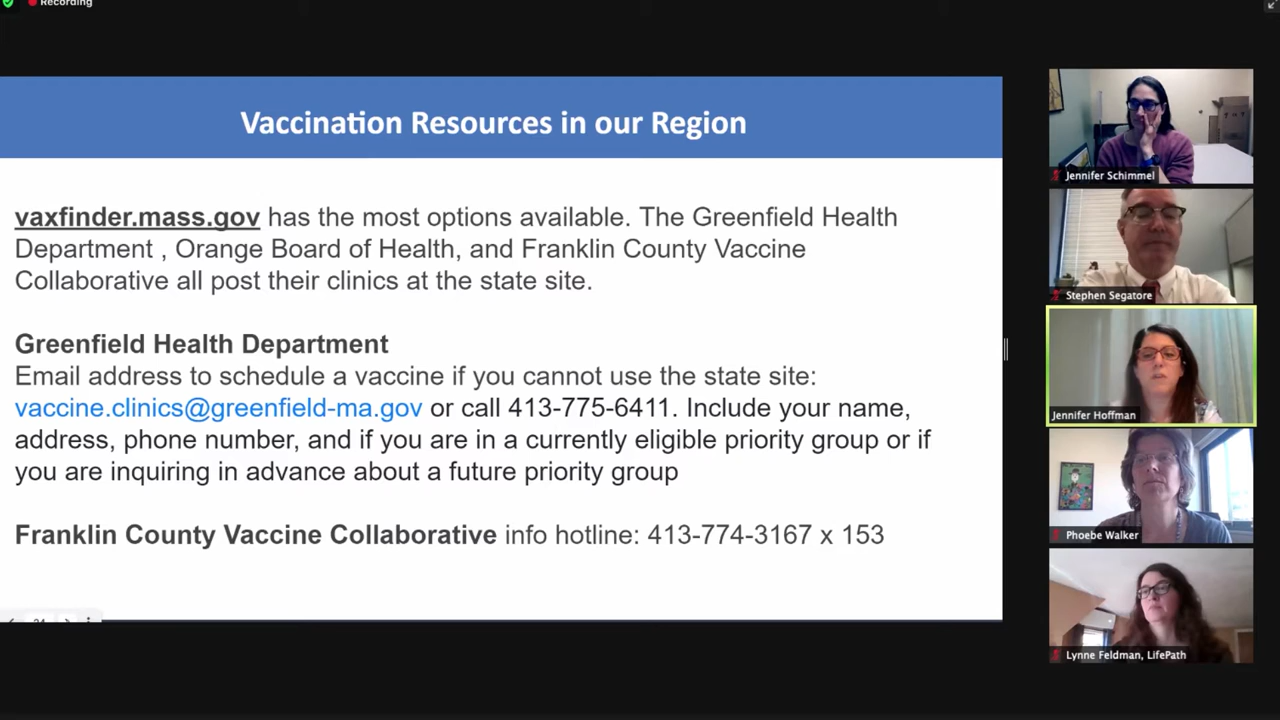 Recording
Vaccination Resources in our Region
vaxfinder.mass.gov has the most options available. The Greenfield Health
Department , Orange Board of Health, and Franklin County Vaccine
Collaborative all post their clinics at the state site.
Greenfield Health Department
Email address to schedule a vaccine if you cannot use the state site:
vaccine.clinics@greenfield-ma.gov or call 413-775-6411. Include your name,
address, phone number, and if you are in a currently eligible priority group or if
you are inquiring in advance about a future priority group
Franklin County Vaccine Collaborative info hotline: 413-774-3167 x 153
Jennifer Schimmel
Stephen Segatore
Jennifer Hoffman
Phoebe Walker
Lynne Feldman, LifePath